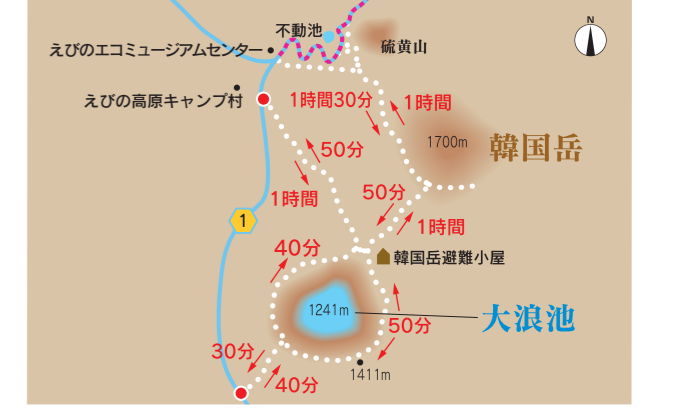 不動池
N
えびのエコミュージアムセンター
硫黄山
えびの高原キャンプ村
1時間30分
1時間
1700m
韓国岳
50分
1時間
50分
1
1時間
40分
韓国岳避難小屋
1241m
大浪池
50分
30分
1411m
40分